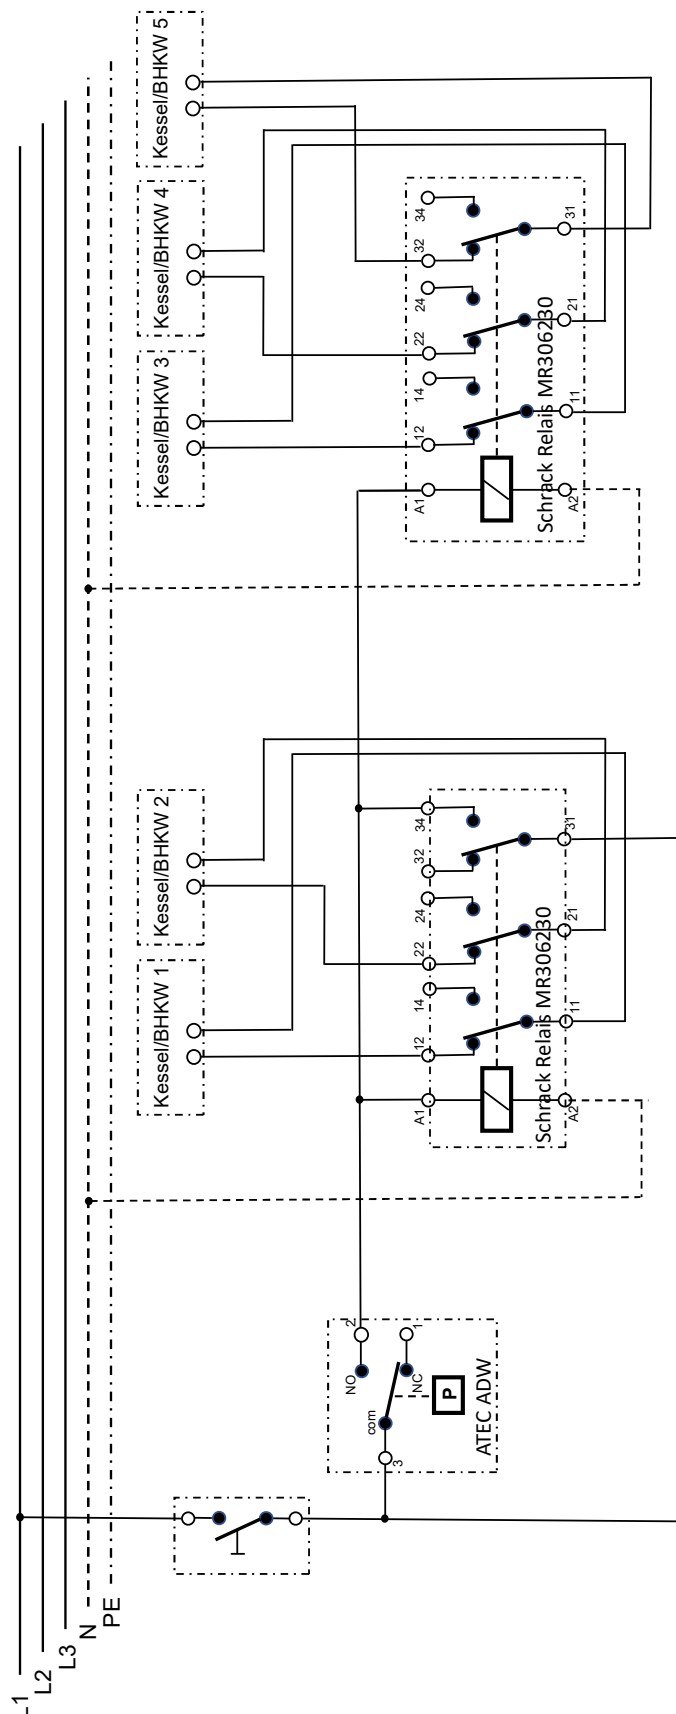 L1
L2
L3
N
PE
Kessel/BHKW 1
Kessel/BHKW 2
Kessel/BHKW 3
Kessel/BHKW 4
Kessel/BHKW 5
NO
2
com
3
NC
1
P
ATEC ADW
A1
12
14
22
24
32
34
Schrack Relais MR306230
A2
11
21
31
A1
12
14
22
24
32
34
Schrack Relais MR306230
A2
11
21
31